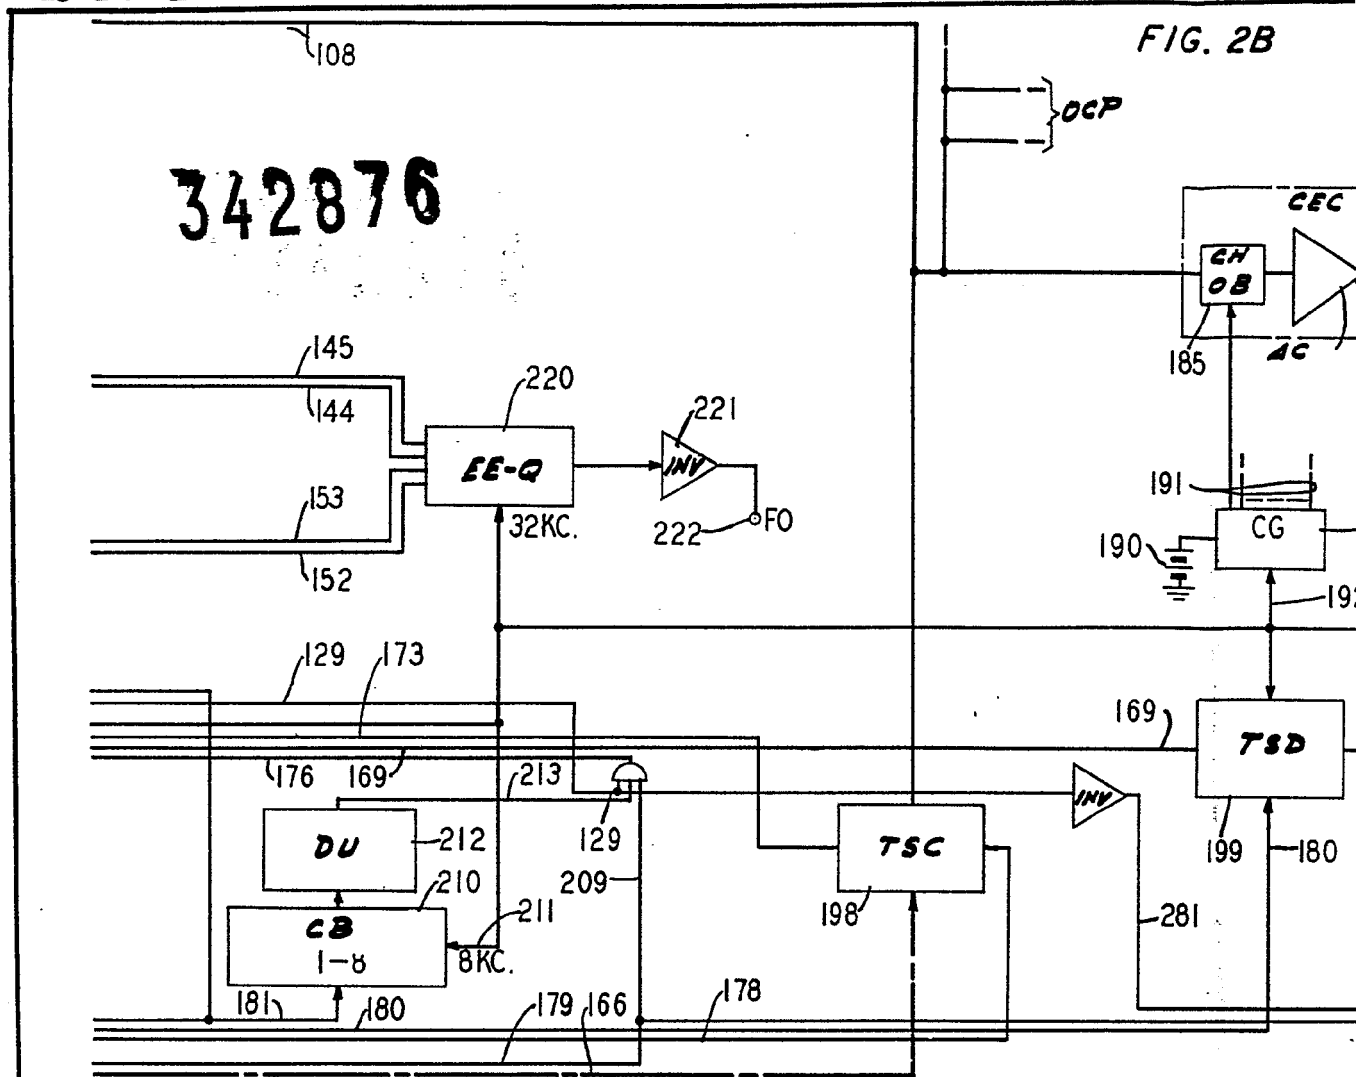 FIG. 2B
108
OCP
342876
CEC
CH
OB
185
AC
145
144
220
221
EE-Q
INV
153
32KC.
222
FO
152
191
CG
190
192
129
173
169
TSD
176
169
213
INV
DU
212
129
TSC
199
180
210
209
198
CB
1-8
211
8KC.
281
181
180
179
166
178